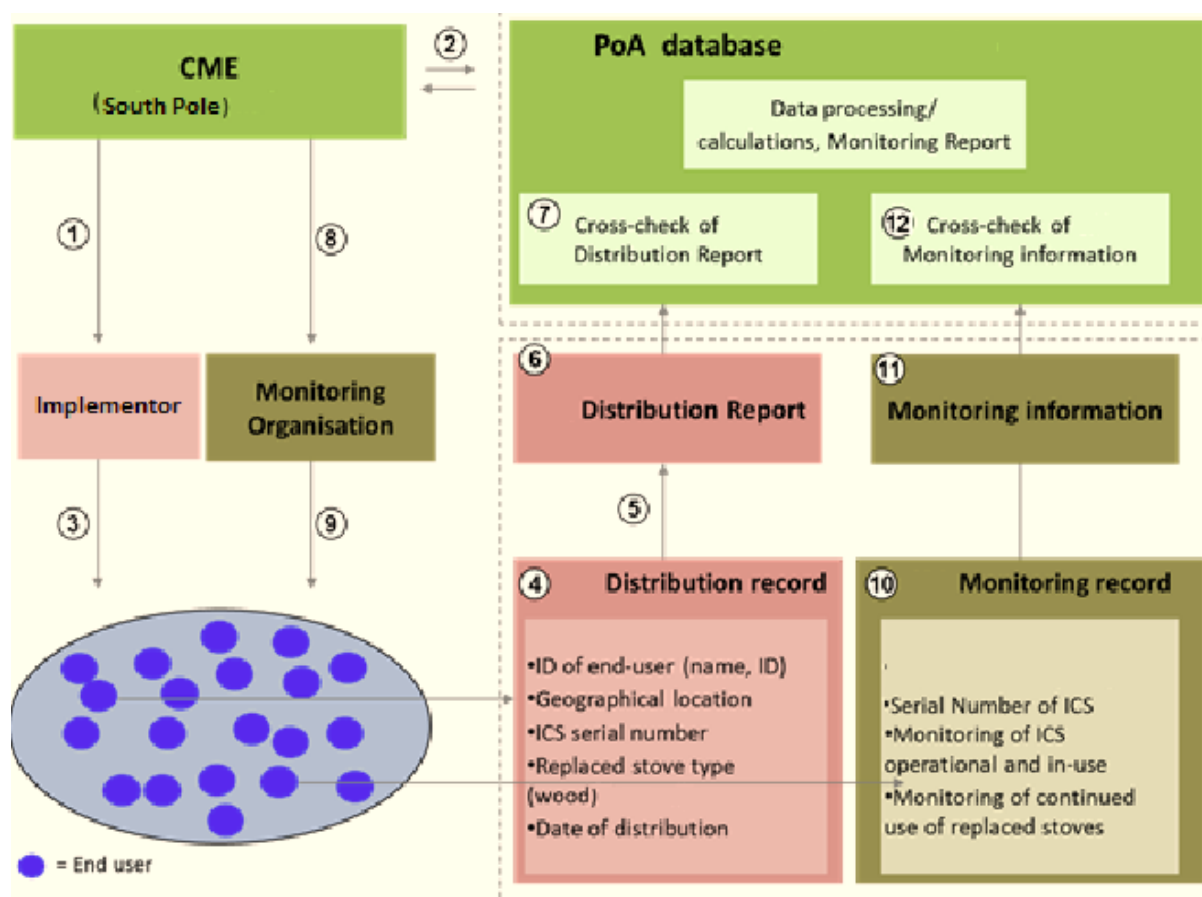 CME
(South Pole)
2
PoA database
Data processing/
calculations, Monitoring Report
7
Cross-check of
Distribution Report
12
Cross-check of
Monitoring information
1
8
Implementor
Monitoring
Organisation
6
Distribution Report
11
Monitoring information
3
9
5
4
Distribution record
•ID of end-user (name, ID)
•Geographical location
•ICS serial number
•Replaced stove type
(wood)
•Date of distribution
10
Monitoring record
•Serial Number of ICS
•Monitoring of ICS
operational and in-use
•Monitoring of continued
use of replaced stoves
= End user